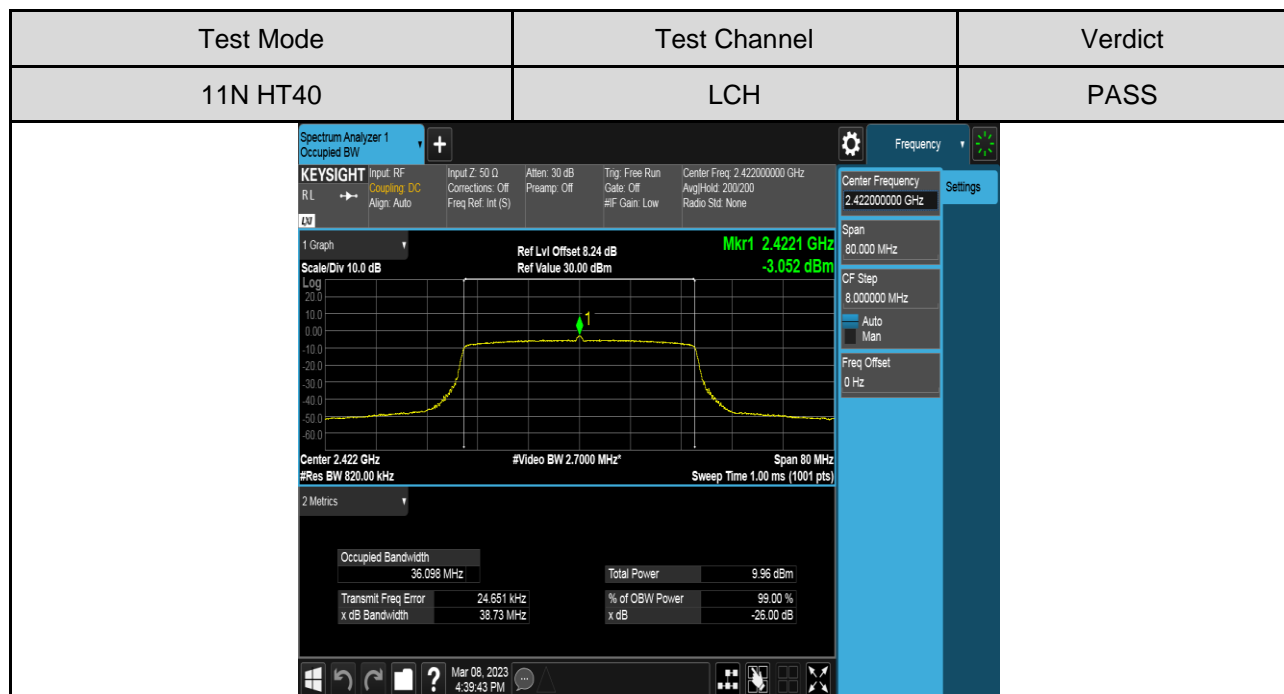 Test Mode Test Channel Verdict
11N HT40 LCH PASS
Spectrum Analyzer 1
Occupied BW
+
Frequency
KEYSIGHT
R L
LXI
Input: RF
Coupling: DC
Align: Auto
Input Z: 50 Ω
Corrections: Off
Freq Ref: Int (S)
Atten: 30 dB
Preamp: Off
Trig: Free Run
Gate: Off
#IF Gain: Low
Center Freq: 2.422000000 GHz
Avg|Hold: 200/200
Radio Std: None
Center Frequency
2.422000000 GHz
Settings
Span
80.000 MHz
CF Step
8.000000 MHz
Auto
Man
Freq Offset
0 Hz
1 Graph
Scale/Div 10.0 dB
Ref Lvl Offset 8.24 dB
Ref Value 30.00 dBm
Mkr1 2.4221 GHz
-3.052 dBm
Log
20.0
10.0
0.00
-10.0
-20.0
-30.0
-40.0
-50.0
-60.0
1
Center 2.422 GHz #Video BW 2.7000 MHz* Span 80 MHz
#Res BW 820.00 kHz Sweep Time 1.00 ms (1001 pts)
2 Metrics
Occupied Bandwidth
36.098 MHz
Total Power 9.96 dBm
Transmit Freq Error 24.651 kHz % of OBW Power 99.00 %
x dB Bandwidth 38.73 MHz x dB -26.00 dB
?
Mar 08, 2023
4:39:43 PM